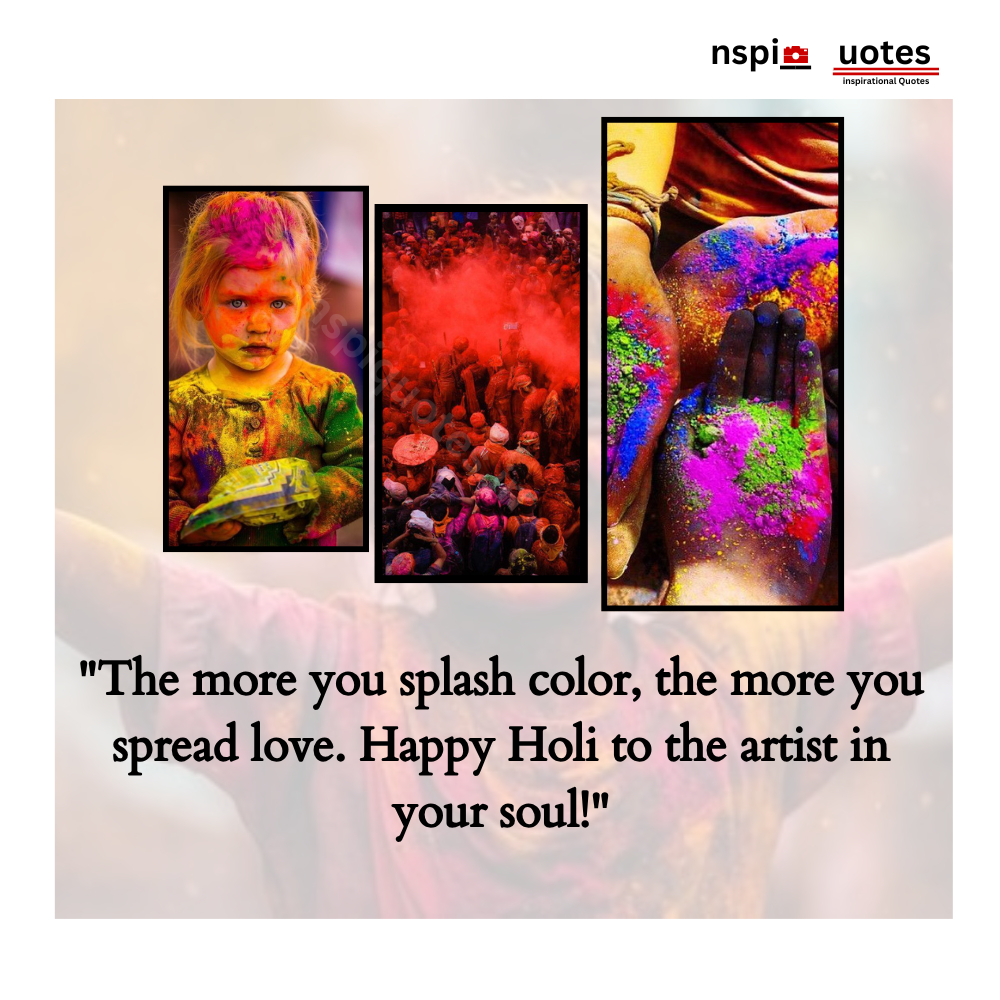 nspi uotes
inspirational Quotes
nspiquotes
"The more you splash color, the more you
spread love. Happy Holi to the artist in
your soul!"